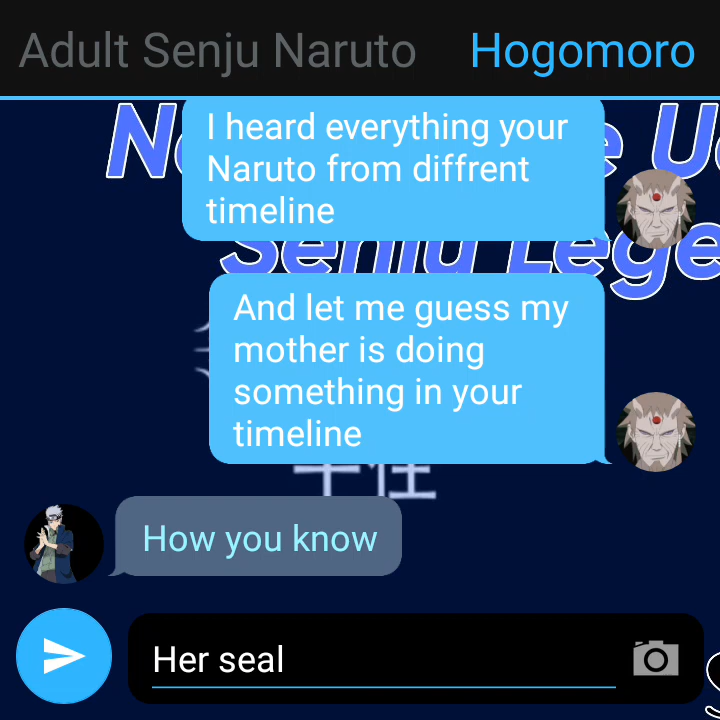 Adult Senju Naruto Hogomoro
I heard everything your
Naruto from diffrent
timeline
And let me guess my
mother is doing
something in your
timeline
How you know
Her seal